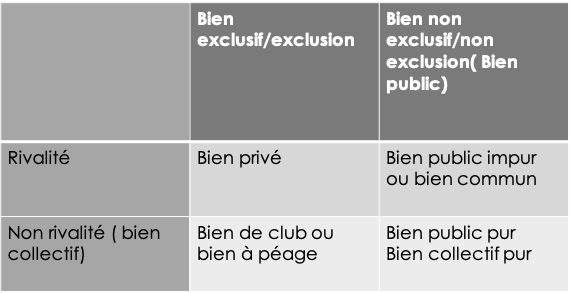 Bien
exclusif/exclusion
Bien non
exclusif/non
exclusion( Bien
public)
Rivalité
Bien privé
Bien public impur
ou bien commun
Non rivalité ( bien
collectif)
Bien de club ou
bien à péage
Bien public pur
Bien collectif pur